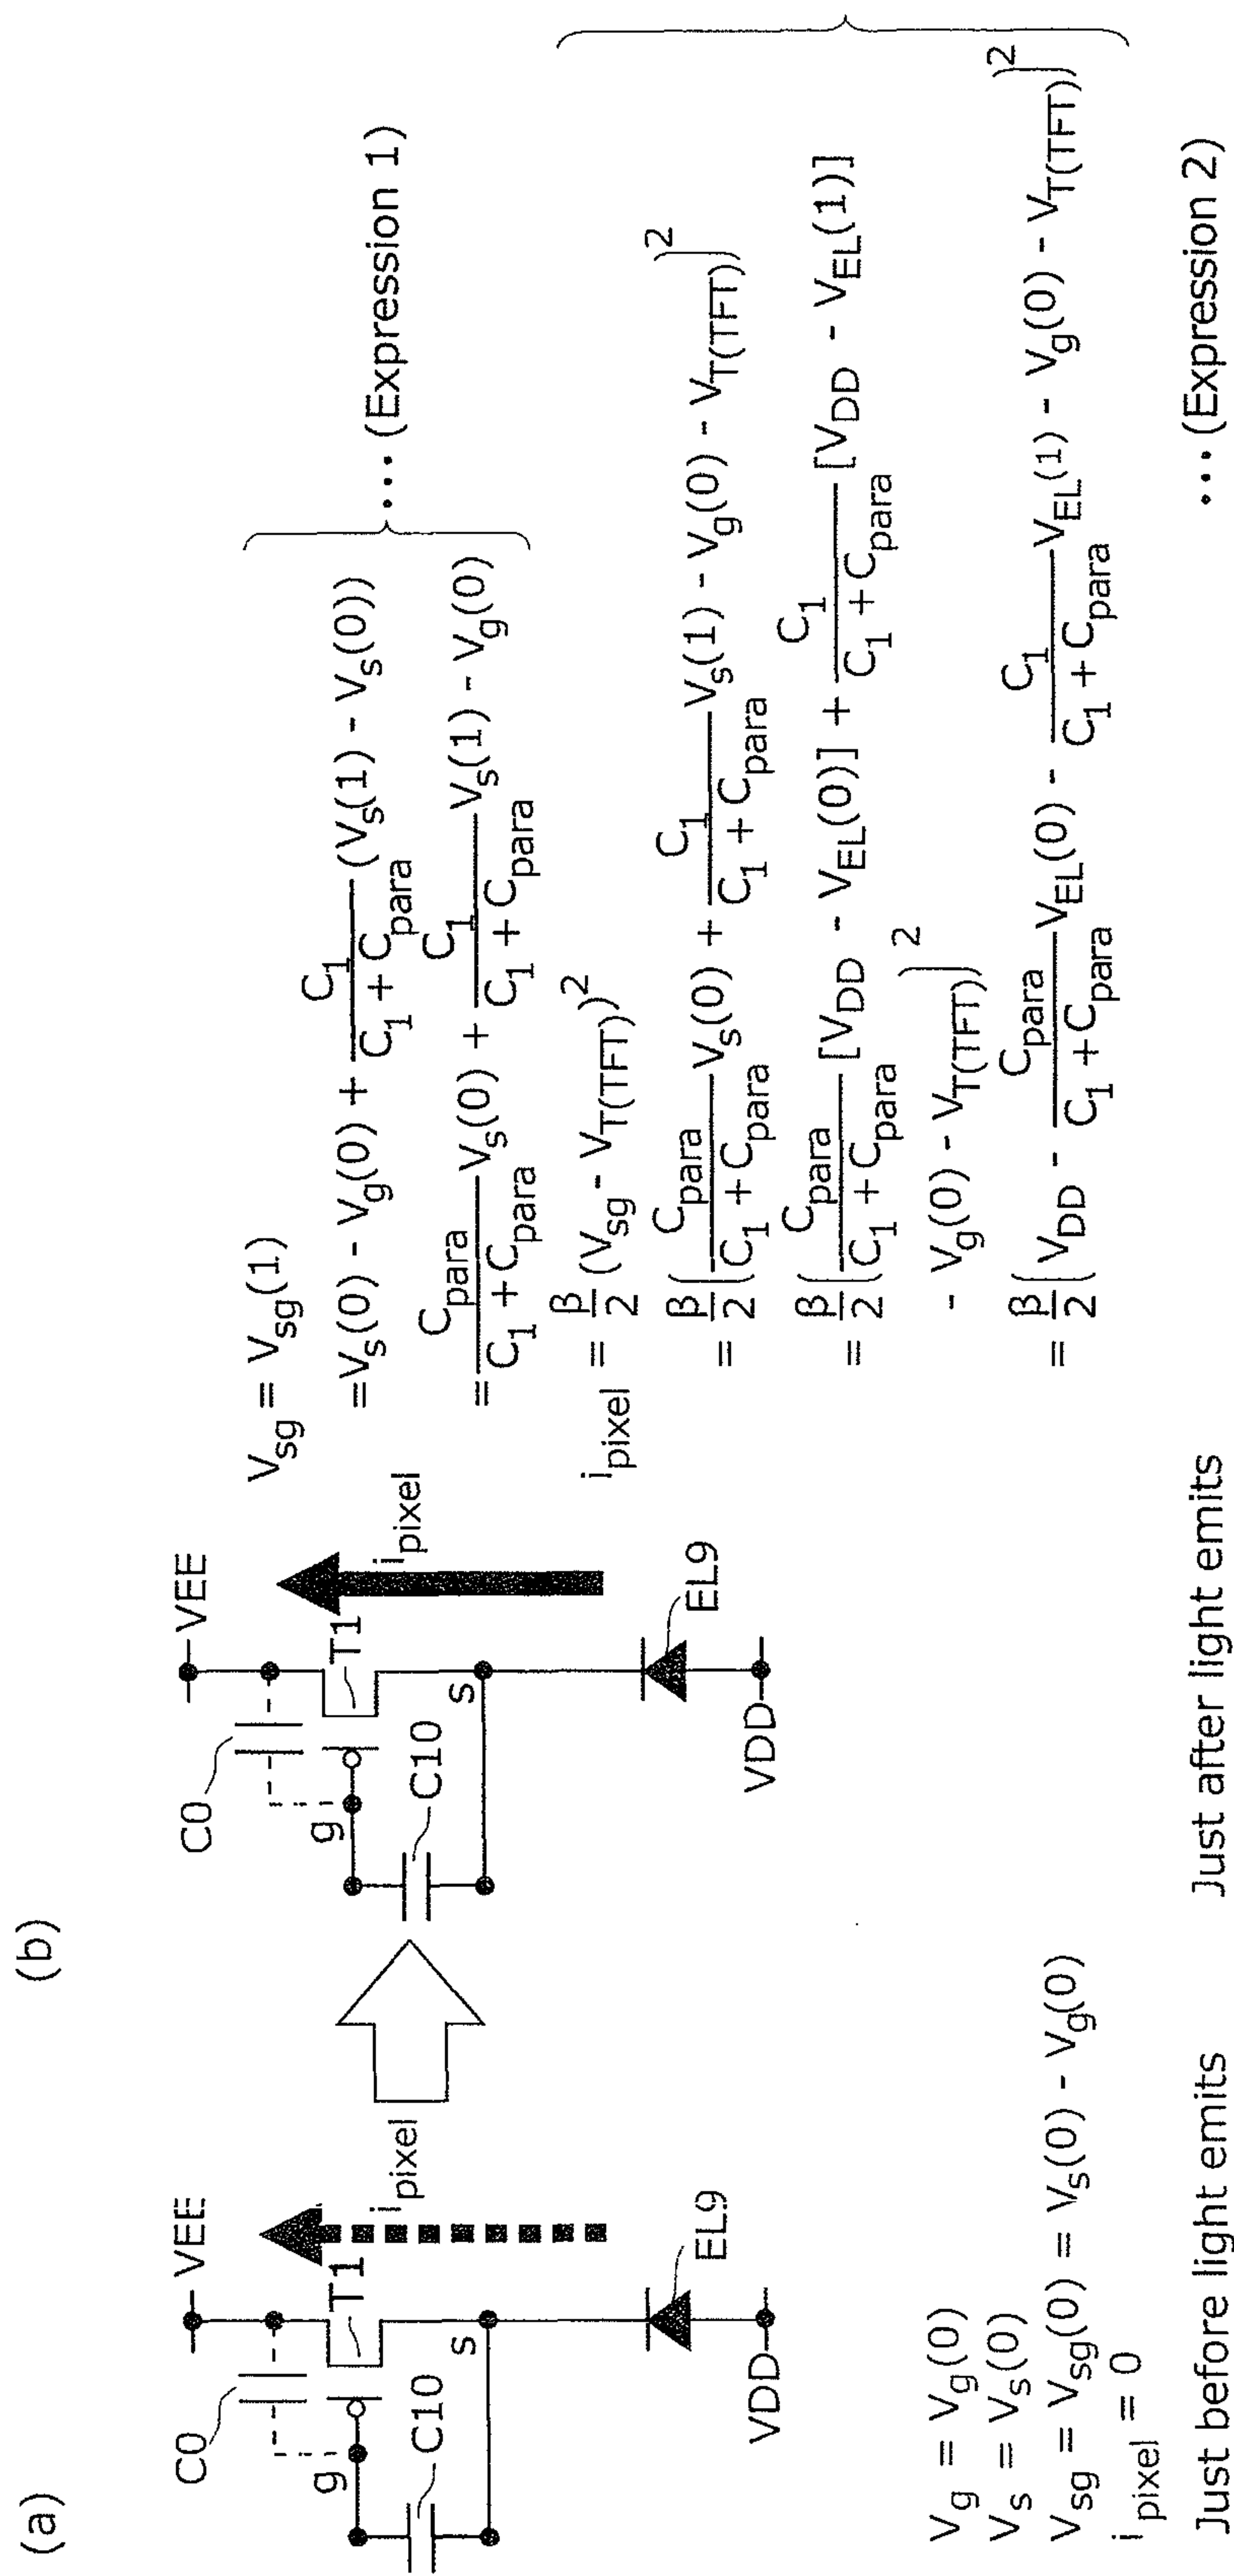 (a)
VEE
C0
T1
g
C10
s
i_pixel
EL9
VDD
V_g = V_g(0)
V_s = V_s(0)
V_sg = V_sg(0) = V_s(0) - V_g(0)
i_pixel = 0
Just before light emits
(b)
VEE
C0
T1
g
C10
s
i_pixel
EL9
VDD
Just after light emits
V_sg = V_sg(1)
=V_s(0) - V_g(0) + C_1/(C_1 + C_para) (V_s(1) - V_s(0))
= C_para/(C_1 + C_para) V_s(0) + C_1/(C_1 + C_para) V_s(1) - V_g(0)
··· (Expression 1)
i_pixel = β/2 (V_sg - V_T(TFT))^2
= β/2 (C_para/(C_1 + C_para) V_s(0) + C_1/(C_1 + C_para) V_s(1) - V_g(0) - V_T(TFT))^2
= β/2 (C_para/(C_1 + C_para) [V_DD - V_EL(0)] + C_1/(C_1 + C_para) [V_DD - V_EL(1)]
- V_g(0) - V_T(TFT))^2
= β/2 (V_DD - C_para/(C_1 + C_para) V_EL(0) - C_1/(C_1 + C_para) V_EL(1) - V_g(0) - V_T(TFT))^2
··· (Expression 2)